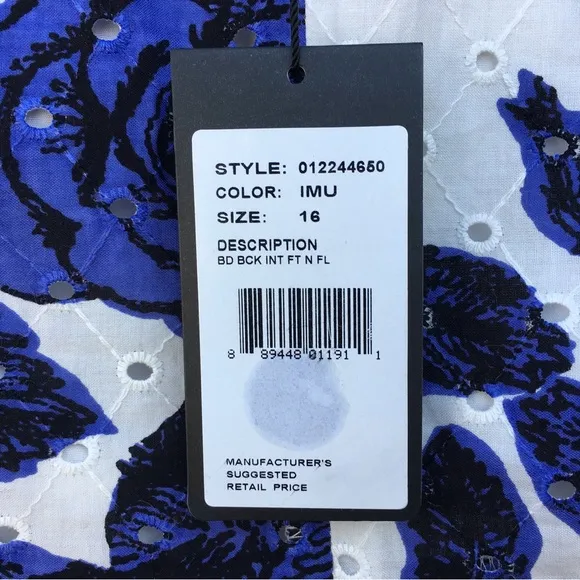 STYLE: 012244650
COLOR: IMU
SIZE: 16
DESCRIPTION
BD BCK INT FT N FL
8 89448 01191 1
MANUFACTURER'S
SUGGESTED
RETAIL PRICE